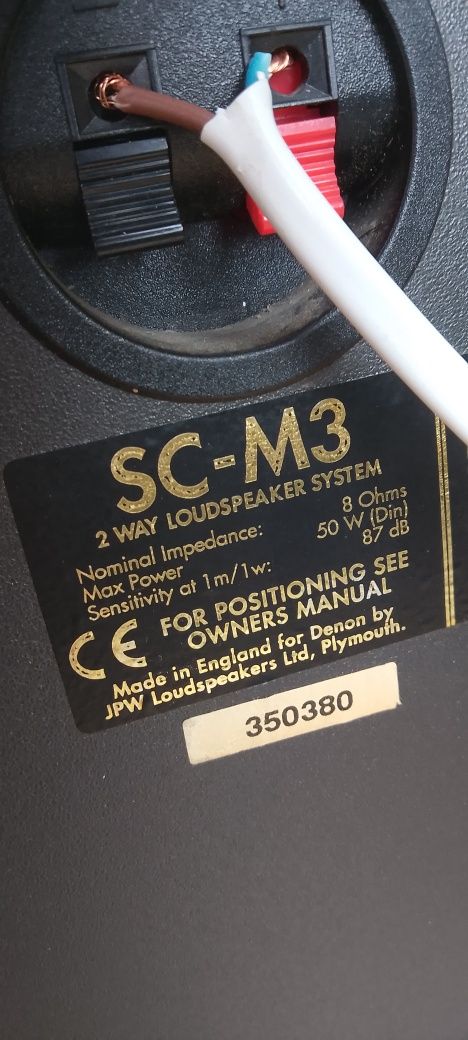 SC-M3
2 WAY LOUDSPEAKER SYSTEM
Nominal Impedance: 8 Ohms
Max Power 50 W (Din)
Sensitivity at 1m/1w: 87 dB
CE FOR POSITIONING SEE
OWNERS MANUAL
Made in England for Denon by
JPW Loudspeakers Ltd, Plymouth.
350380